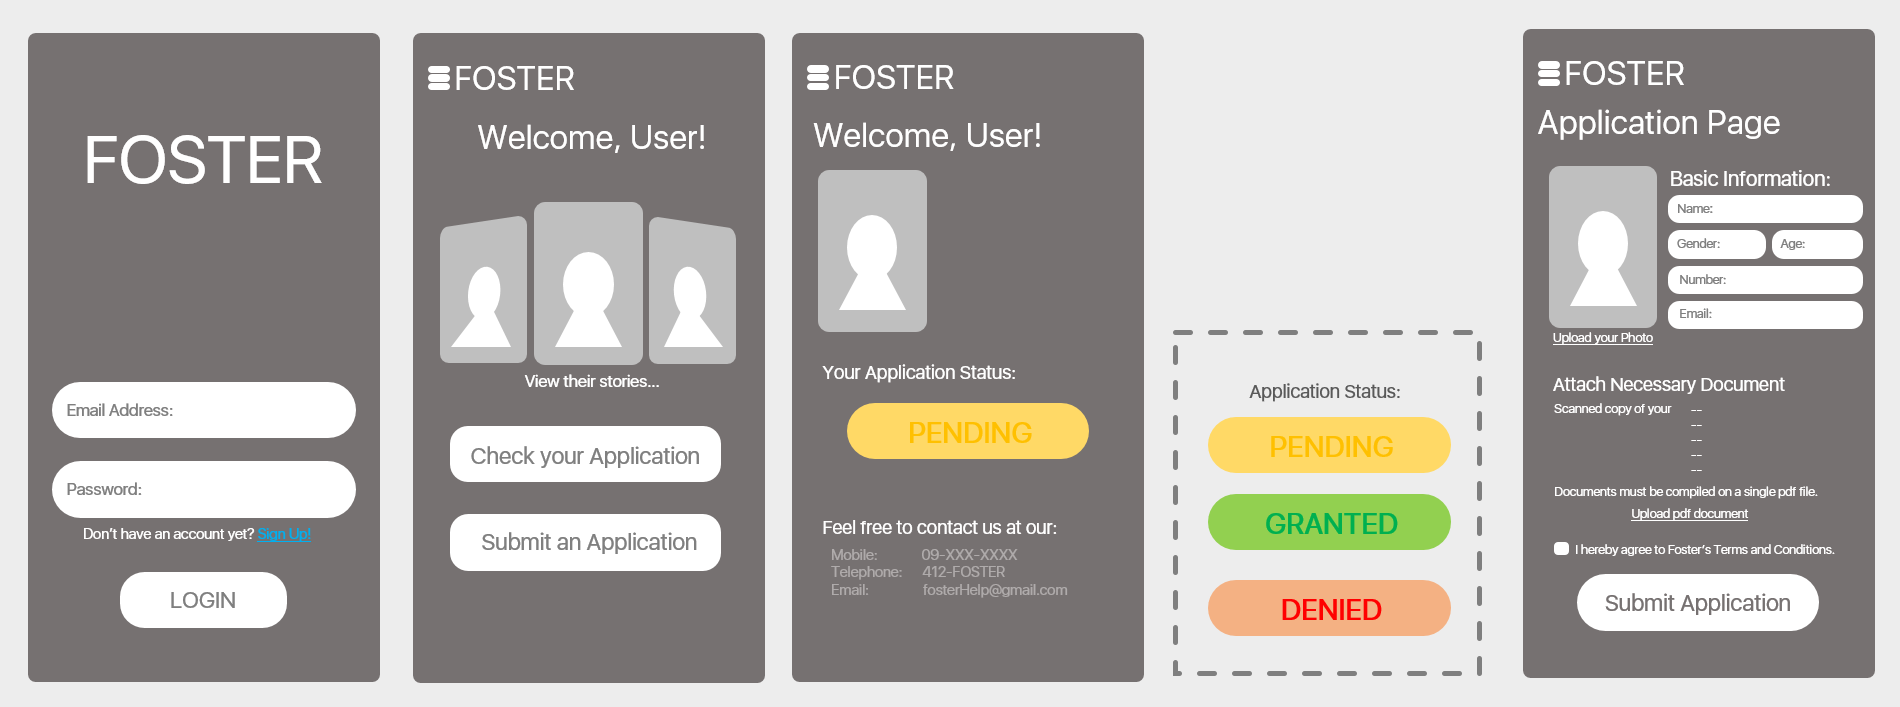 FOSTER
Email Address:
Password:
Don't have an account yet? Sign Up!
LOGIN
FOSTER
Welcome, User!
View their stories...
Check your Application
Submit an Application
FOSTER
Welcome, User!
Your Application Status:
PENDING
Feel free to contact us at our:
Mobile: 09-XXX-XXXX
Telephone: 412-FOSTER
Email: fosterHelp@gmail.com
Application Status:
PENDING
GRANTED
DENIED
FOSTER
Application Page
Basic Information:
Name:
Gender: Age:
Number:
Email:
Upload your Photo
Attach Necessary Document
Scanned copy of your --
--
--
--
--
Documents must be compiled on a single pdf file.
Upload pdf document
I hereby agree to Foster's Terms and Conditions.
Submit Application